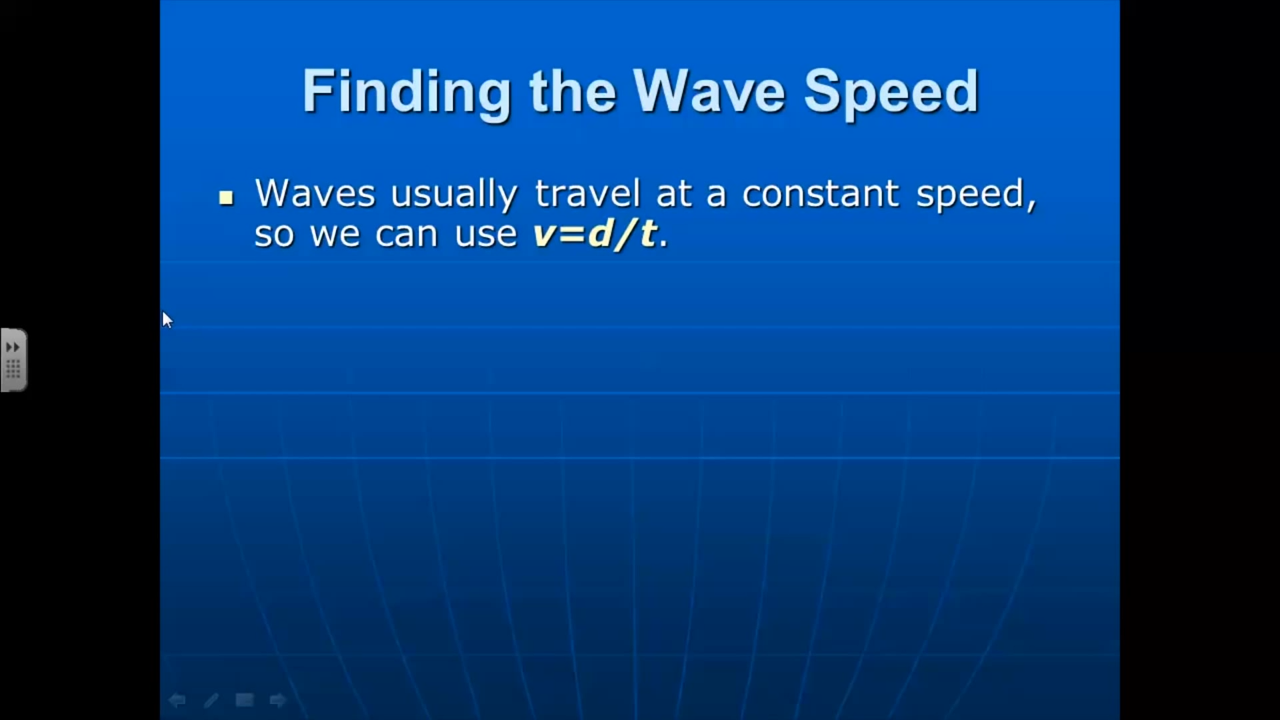 Finding the Wave Speed
Waves usually travel at a constant speed,
so we can use v=d/t.